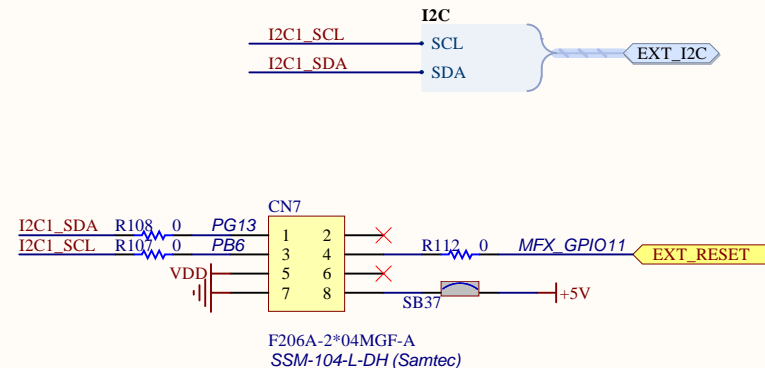 I2C
I2C1_SCL
SCL
EXT_I2C
I2C1_SDA
SDA
CN7
I2C1_SDA R108 0 PG13 1 2
I2C1_SCL R107 0 PB6 3 4 R112 0 MFX_GPIO11 EXT_RESET
VDD 5 6
7 8 SB37 +5V
F206A-2*04MGF-A
SSM-104-L-DH (Samtec)